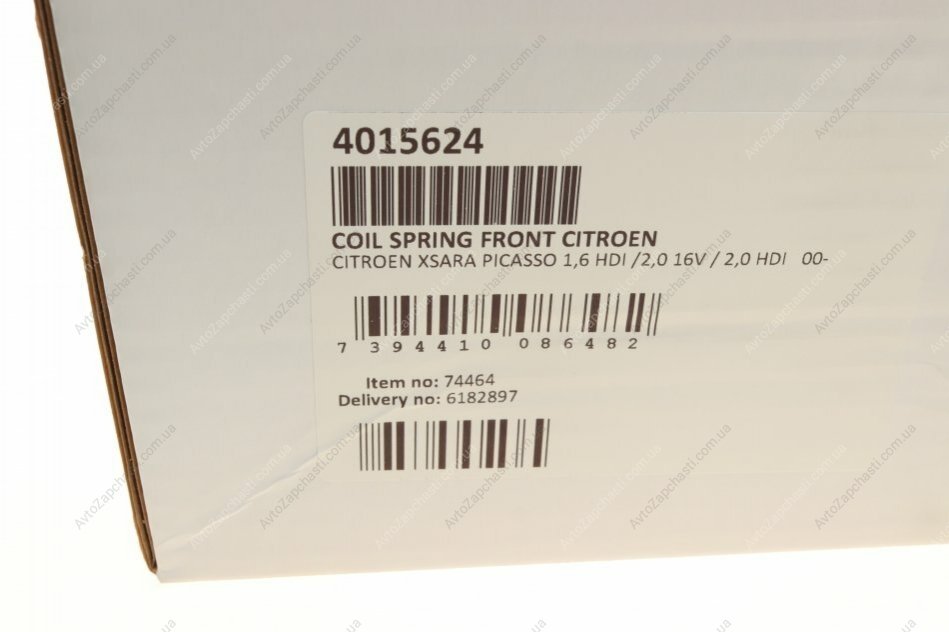 4015624
COIL SPRING FRONT CITROEN
CITROEN XSARA PICASSO 1,6 HDI /2,0 16V / 2,0 HDI 00-
7 394410 086482
Item no: 74464
Delivery no: 6182897
AvtoZapchasti.com.ua